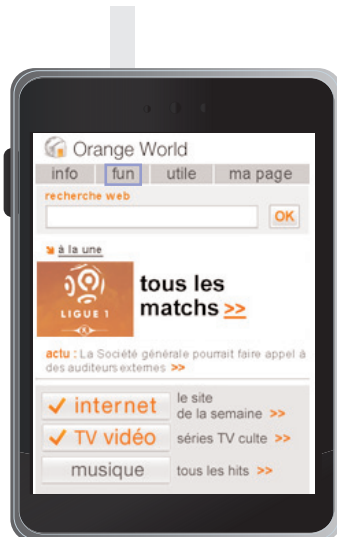 Orange World
info fun utile ma page
recherche web
OK
à la une
LIGUE 1
tous les
matchs >>
actu : La Société générale pourrait faire appel à
des auditeurs externes >>
internet
le site
de la semaine >>
TV vidéo
séries TV culte >>
musique
tous les hits >>